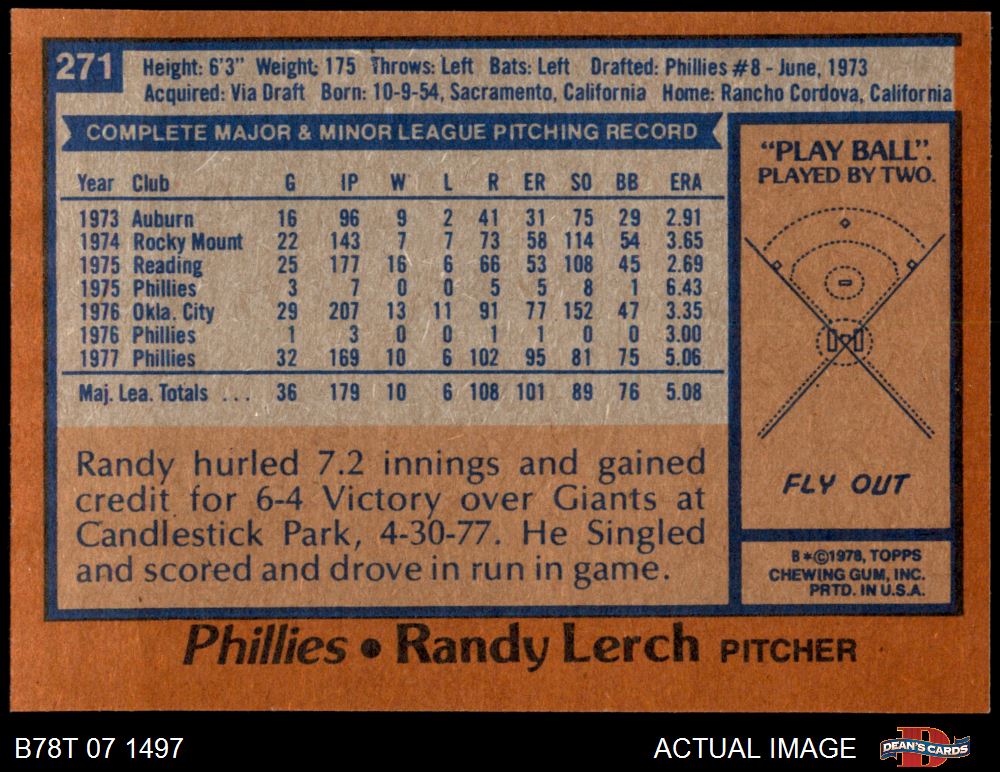 271
Height: 6'3" Weight: 175 Throws: Left Bats: Left Drafted: Phillies #8 - June, 1973
Acquired: Via Draft Born: 10-9-54, Sacramento, California Home: Rancho Cordova, California
COMPLETE MAJOR & MINOR LEAGUE PITCHING RECORD
Year Club G IP W L R ER SO BB ERA
1973 Auburn 16 96 9 2 41 31 75 29 2.91
1974 Rocky Mount 22 143 7 7 73 58 114 54 3.65
1975 Reading 25 177 16 6 66 53 108 45 2.69
1975 Phillies 3 7 0 0 5 5 8 1 6.43
1976 Okla. City 29 207 13 11 91 77 152 47 3.35
1976 Phillies 1 3 0 0 1 1 0 0 3.00
1977 Phillies 32 169 10 6 102 95 81 75 5.06
Maj. Lea. Totals ... 36 179 10 6 108 101 89 76 5.08
Randy hurled 7.2 innings and gained
credit for 6-4 Victory over Giants at
Candlestick Park, 4-30-77. He Singled
and scored and drove in run in game.
"PLAY BALL".
PLAYED BY TWO.
FLY OUT
B*©1978, TOPPS
CHEWING GUM, INC.
PRTD. IN U.S.A.
Phillies • Randy Lerch PITCHER
B78T 07 1497
ACTUAL IMAGE
D
DEAN'S CARDS